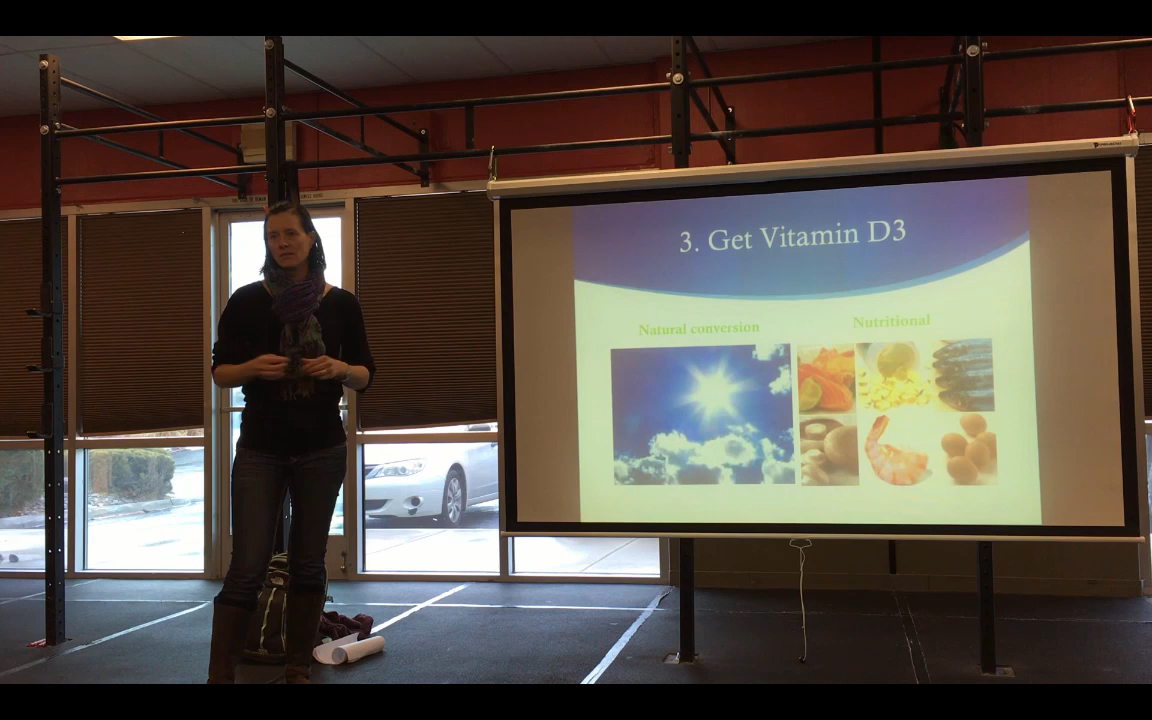 3. Get Vitamin D3
Natural conversion
Nutritional